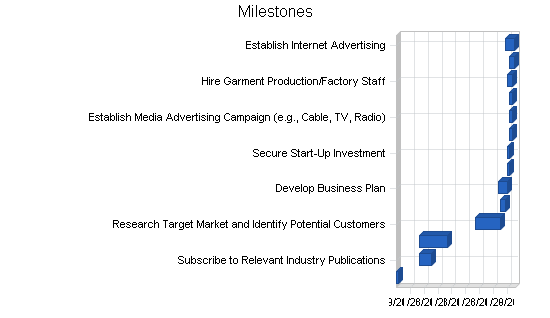 Milestones
Establish Internet Advertising
Hire Garment Production/Factory Staff
Establish Media Advertising Campaign (e.g., Cable, TV, Radio)
Secure Start-Up Investment
Develop Business Plan
Research Target Market and Identify Potential Customers
Subscribe to Relevant Industry Publications